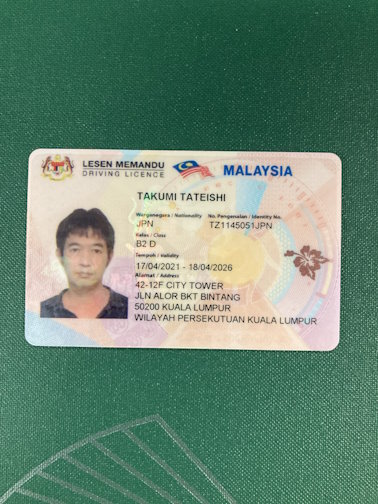 LESEN MEMANDU
DRIVING LICENCE
MALAYSIA
TAKUMI TATEISHI
Warganegara / Nationality No. Pengenalan / Identity No.
JPN TZ1145051JPN
Kelas / Class
B2 D
Tempoh / Validity
17/04/2021 - 18/04/2026
Alamat / Address
42-12F CITY TOWER
JLN ALOR BKT BINTANG
50200 KUALA LUMPUR
WILAYAH PERSEKUTUAN KUALA LUMPUR